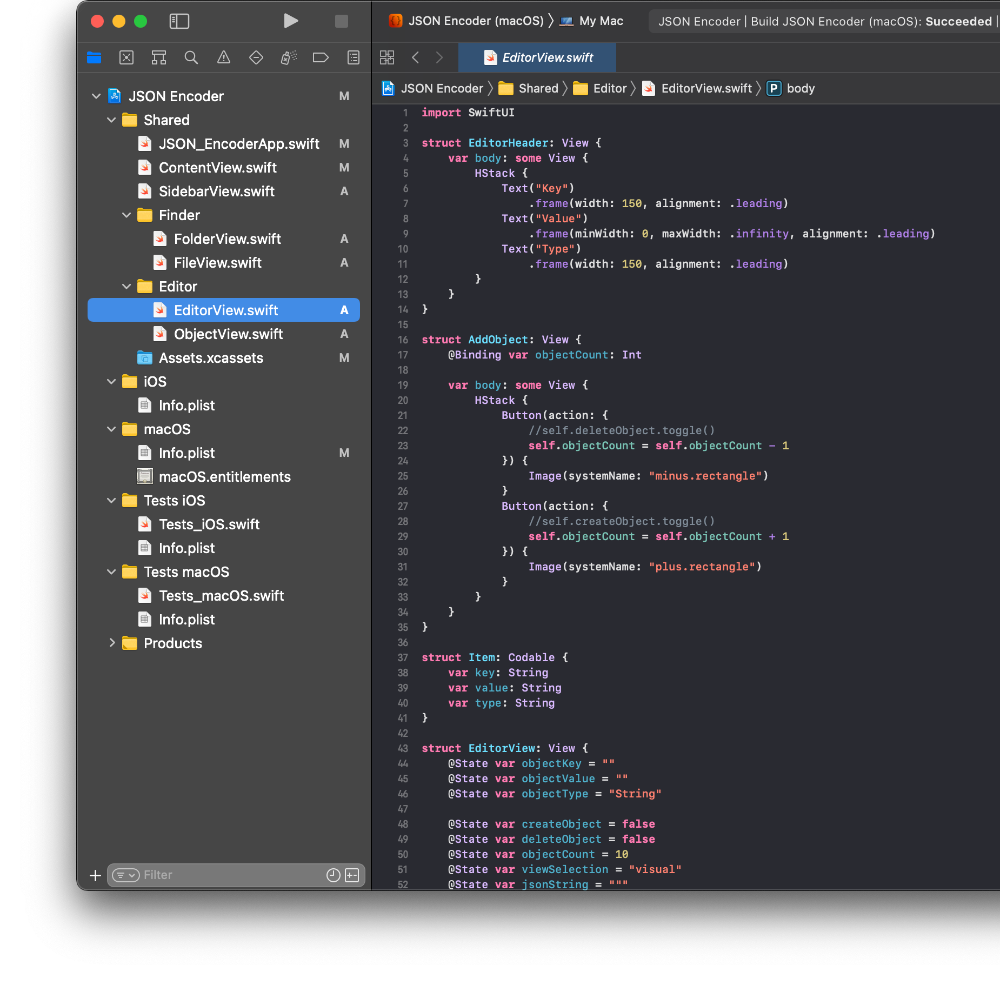 JSON Encoder (macOS) 〉 My Mac
JSON Encoder | Build JSON Encoder (macOS): Succeeded |
EditorView.swift
JSON Encoder 〉 Shared 〉 Editor 〉 EditorView.swift 〉 P body
JSON Encoder M
Shared
JSON_EncoderApp.swift M
ContentView.swift M
SidebarView.swift A
Finder
FolderView.swift A
FileView.swift A
Editor
EditorView.swift A
ObjectView.swift A
Assets.xcassets M
iOS
Info.plist
macOS
Info.plist M
macOS.entitlements
Tests iOS
Tests_iOS.swift
Info.plist
Tests macOS
Tests_macOS.swift
Info.plist
Products
Filter
1 import SwiftUI
2
3 struct EditorHeader: View {
4 var body: some View {
5 HStack {
6 Text("Key")
7 .frame(width: 150, alignment: .leading)
8 Text("Value")
9 .frame(minWidth: 0, maxWidth: .infinity, alignment: .leading)
10 Text("Type")
11 .frame(width: 150, alignment: .leading)
12 }
13 }
14 }
15
16 struct AddObject: View {
17 @Binding var objectCount: Int
18
19 var body: some View {
20 HStack {
21 Button(action: {
22 //self.deleteObject.toggle()
23 self.objectCount = self.objectCount - 1
24 }) {
25 Image(systemName: "minus.rectangle")
26 }
27 Button(action: {
28 //self.createObject.toggle()
29 self.objectCount = self.objectCount + 1
30 }) {
31 Image(systemName: "plus.rectangle")
32 }
33 }
34 }
35 }
36
37 struct Item: Codable {
38 var key: String
39 var value: String
40 var type: String
41 }
42
43 struct EditorView: View {
44 @State var objectKey = ""
45 @State var objectValue = ""
46 @State var objectType = "String"
47
48 @State var createObject = false
49 @State var deleteObject = false
50 @State var objectCount = 10
51 @State var viewSelection = "visual"
52 @State var jsonString = """